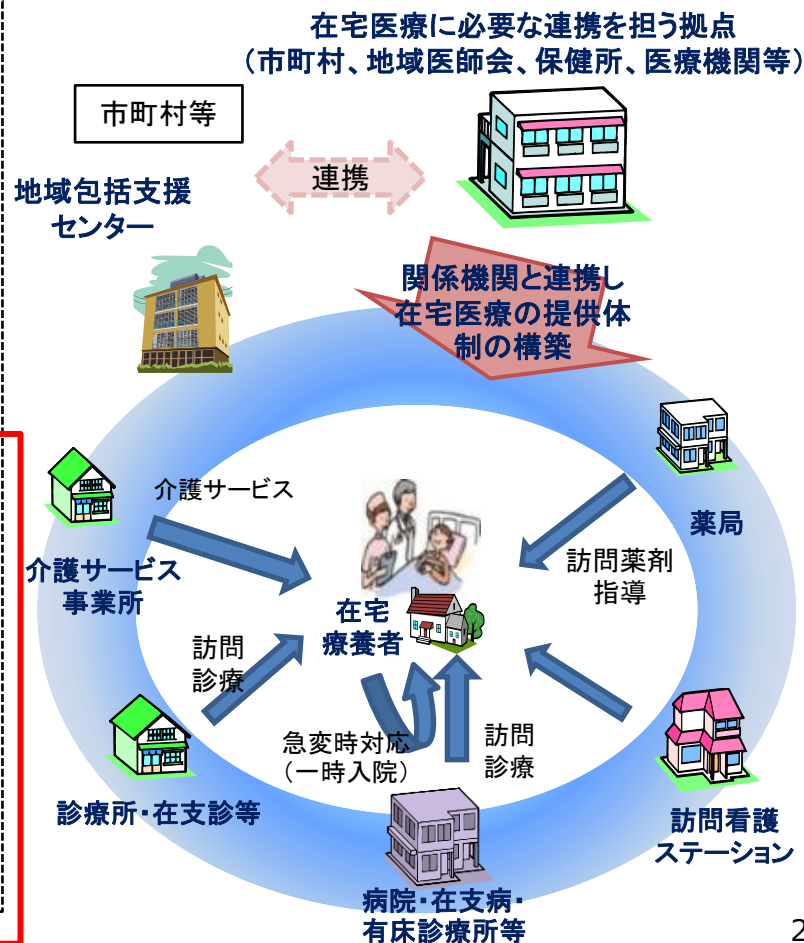 在宅医療に必要な連携を担う拠点
（市町村、地域医師会、保健所、医療機関等）
市町村等
連携
地域包括支援
センター
関係機関と連携し
在宅医療の提供体
制の構築
介護サービス
薬局
介護サービス
事業所
訪問薬剤
指導
在宅
療養者
訪問
診療
急変時対応
（一時入院）
訪問
診療
診療所・在支診等
訪問看護
ステーション
病院・在支病・
有床診療所等
2